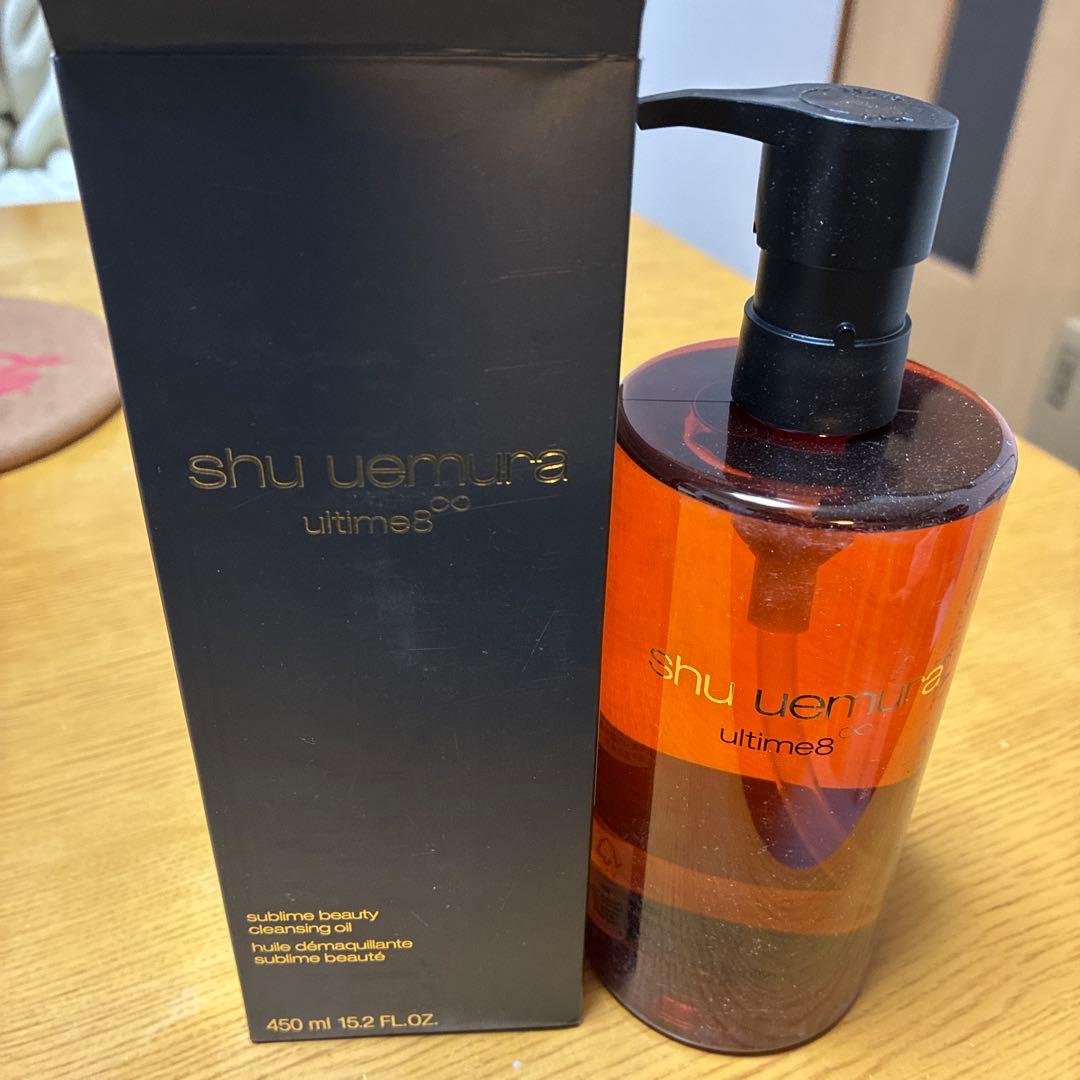 shu uemura
ultime8∞
sublime beauty
cleansing oil
huile démaquillante
sublime beauté
450 ml 15.2 FL.OZ.
shu uemura
ultime8∞